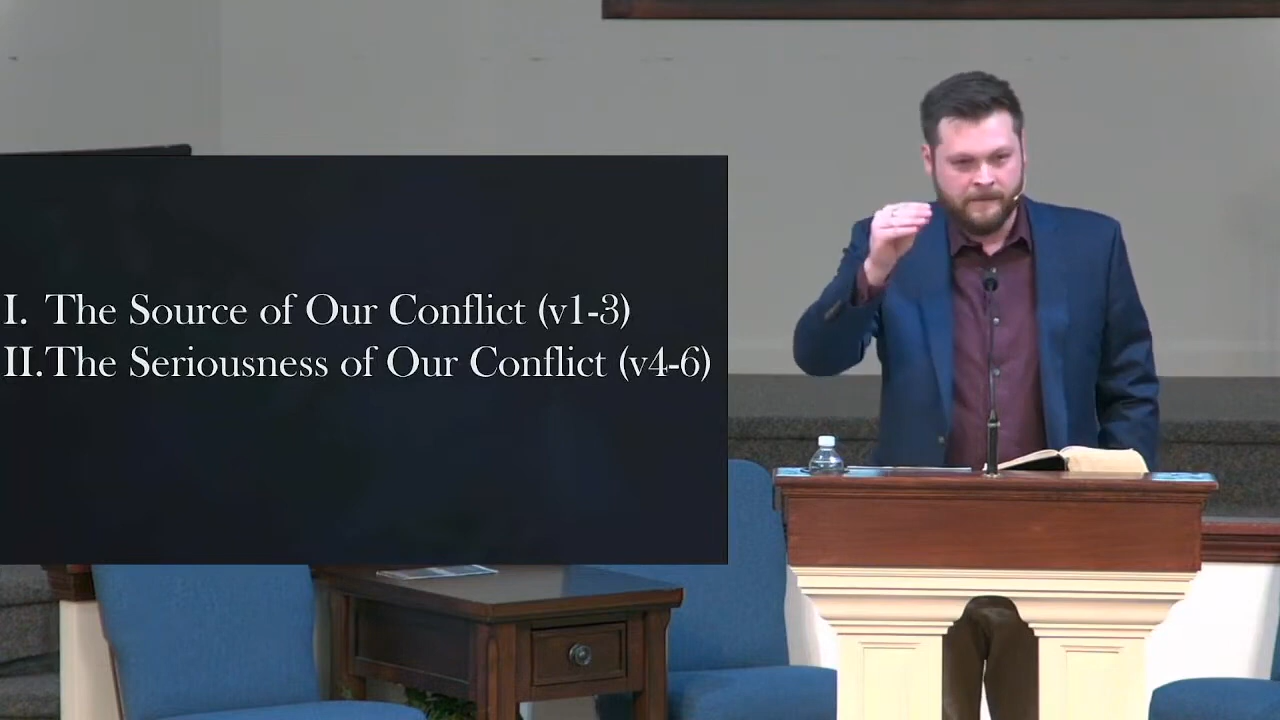 I. The Source of Our Conflict (v1-3)
II. The Seriousness of Our Conflict (v4-6)